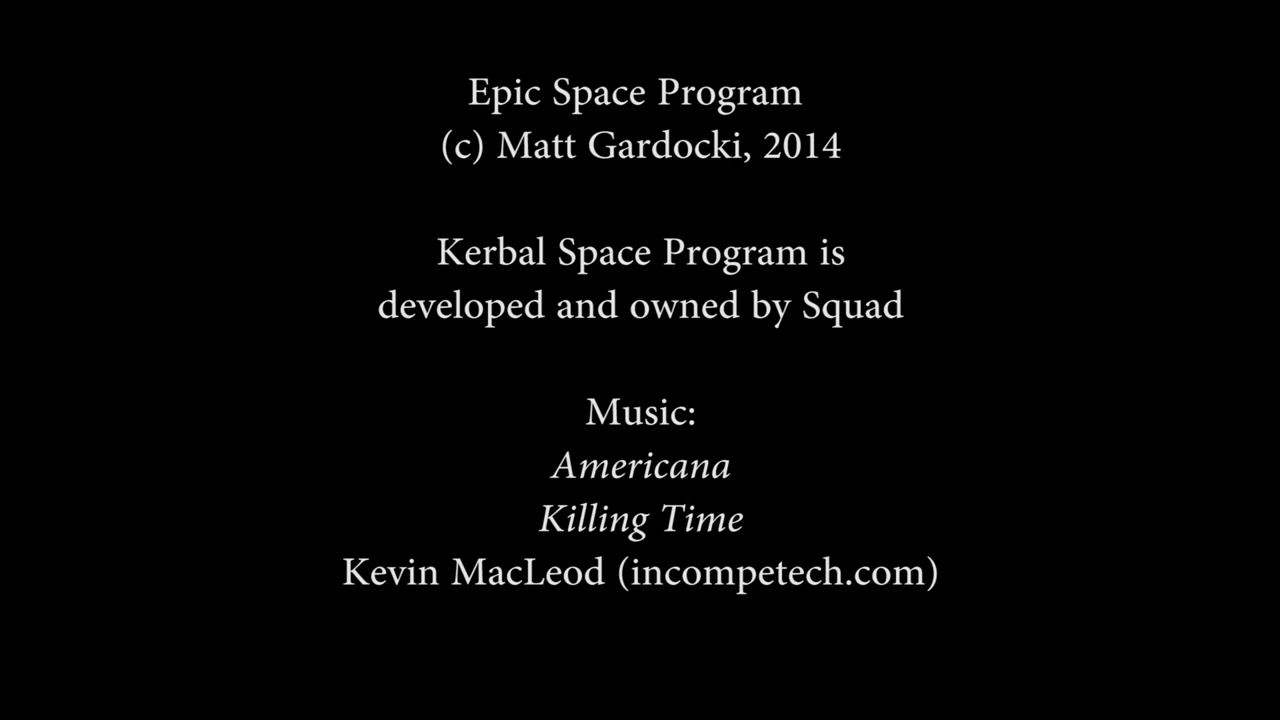 Epic Space Program
(c) Matt Gardocki, 2014
Kerbal Space Program is
developed and owned by Squad
Music:
Americana
Killing Time
Kevin MacLeod (incompetech.com)